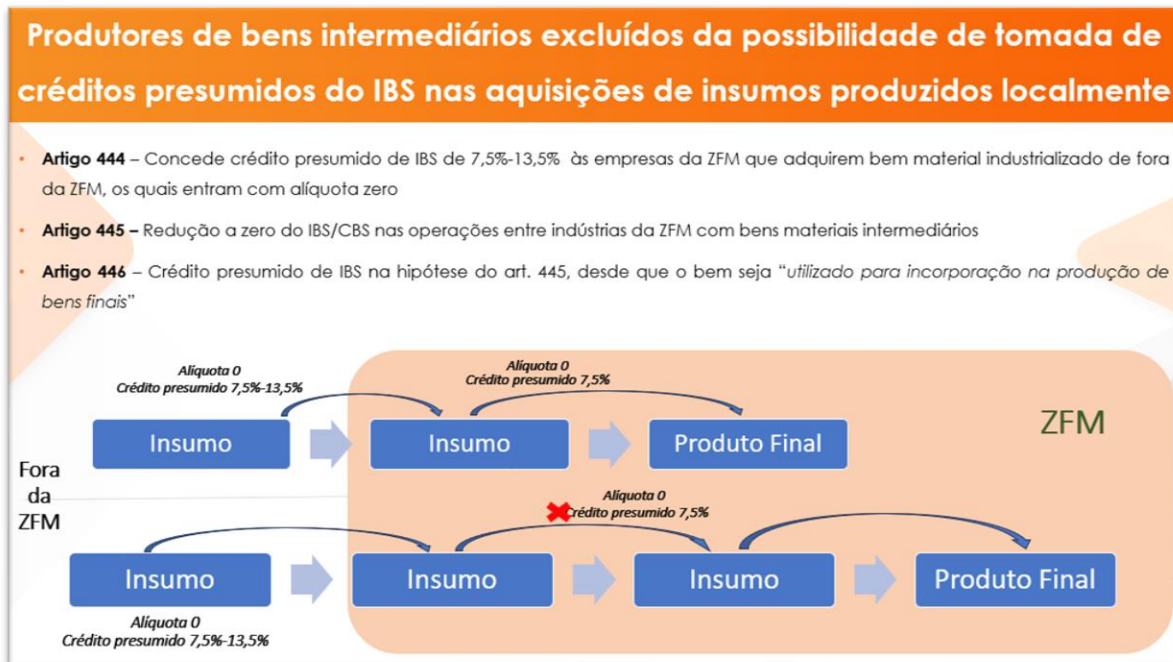 Produtores de bens intermediários excluídos da possibilidade de tomada de
créditos presumidos do IBS nas aquisições de insumos produzidos localmente
• Artigo 444 – Concede crédito presumido de IBS de 7,5%-13,5% às empresas da ZFM que adquirem bem material industrializado de fora
da ZFM, os quais entram com alíquota zero
• Artigo 445 – Redução a zero do IBS/CBS nas operações entre indústrias da ZFM com bens materiais intermediários
• Artigo 446 – Crédito presumido de IBS na hipótese do art. 445, desde que o bem seja “utilizado para incorporação na produção de
bens finais”
Alíquota 0
Crédito presumido 7,5%-13,5%
Alíquota 0
Crédito presumido 7,5%
ZFM
Insumo
Insumo
Produto Final
Fora
da
ZFM
Alíquota 0
Crédito presumido 7,5%
Insumo
Insumo
Insumo
Produto Final
Alíquota 0
Crédito presumido 7,5%-13,5%